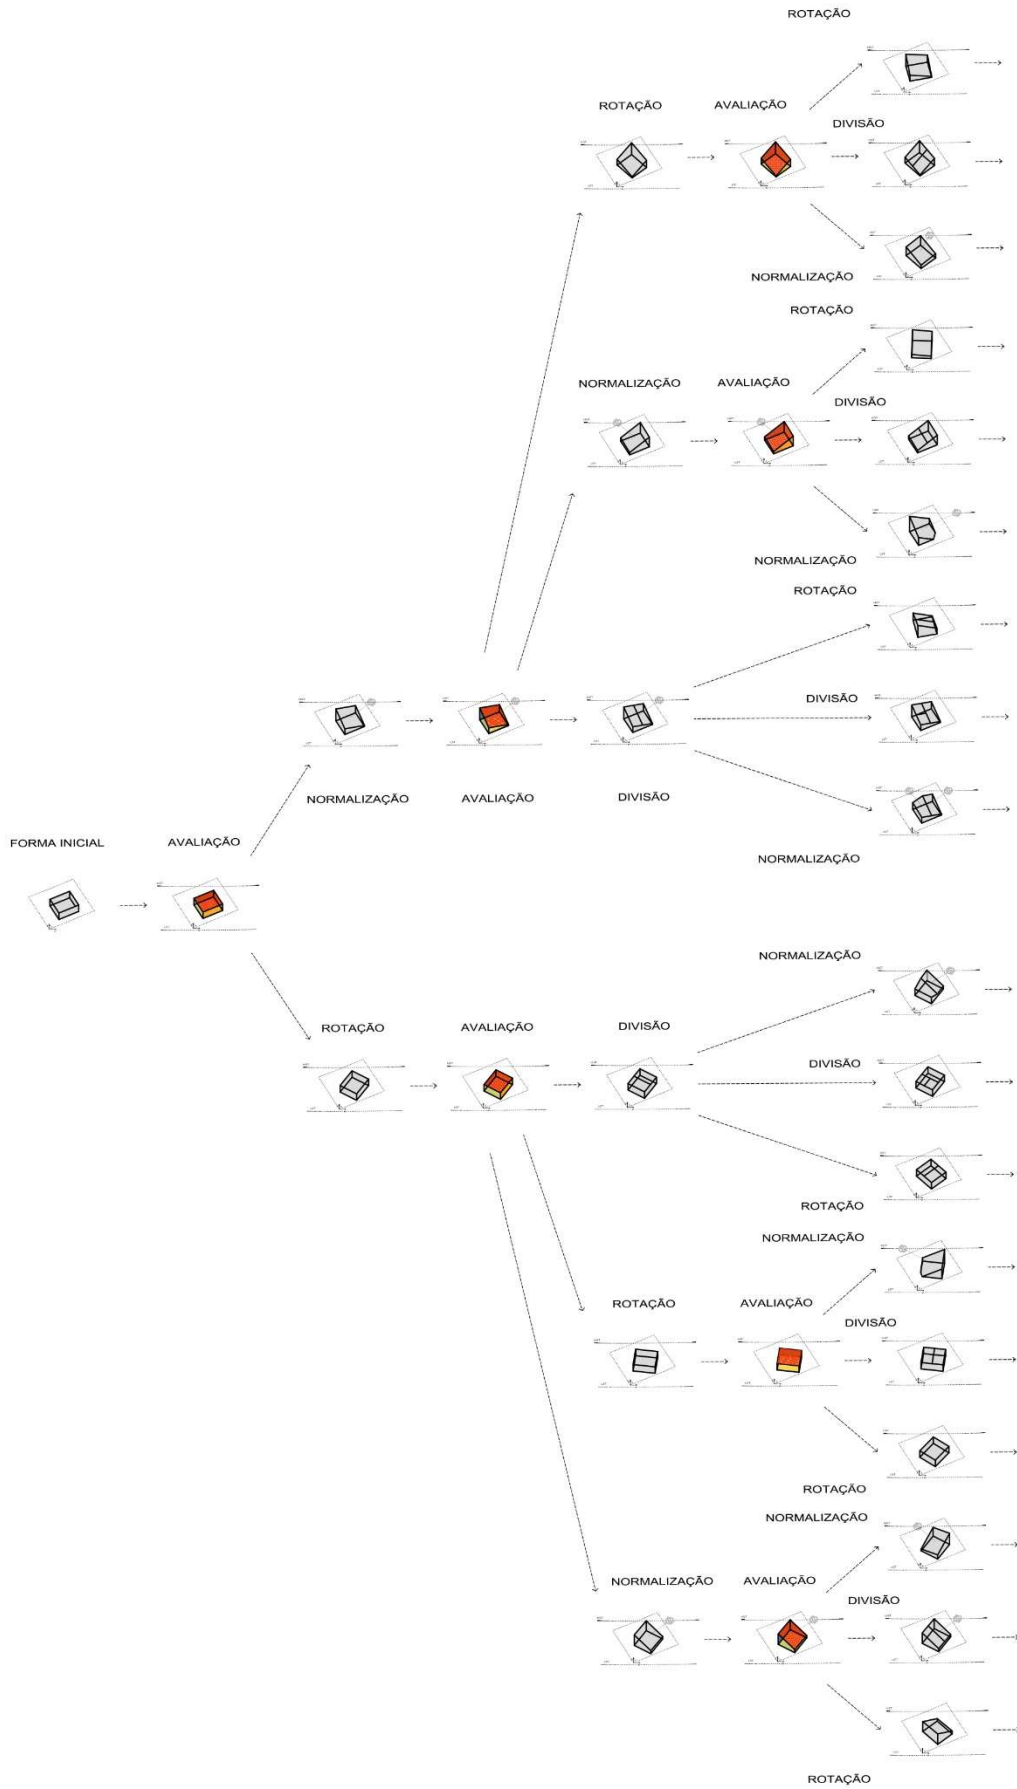 ROTAÇÃO
ROTAÇÃO AVALIAÇÃO
DIVISÃO
NORMALIZAÇÃO
ROTAÇÃO
NORMALIZAÇÃO AVALIAÇÃO
DIVISÃO
NORMALIZAÇÃO
ROTAÇÃO
DIVISÃO
NORMALIZAÇÃO AVALIAÇÃO DIVISÃO
FORMA INICIAL AVALIAÇÃO
NORMALIZAÇÃO
NORMALIZAÇÃO
ROTAÇÃO AVALIAÇÃO DIVISÃO
DIVISÃO
ROTAÇÃO
NORMALIZAÇÃO
ROTAÇÃO AVALIAÇÃO
DIVISÃO
ROTAÇÃO
NORMALIZAÇÃO
NORMALIZAÇÃO AVALIAÇÃO
DIVISÃO
ROTAÇÃO